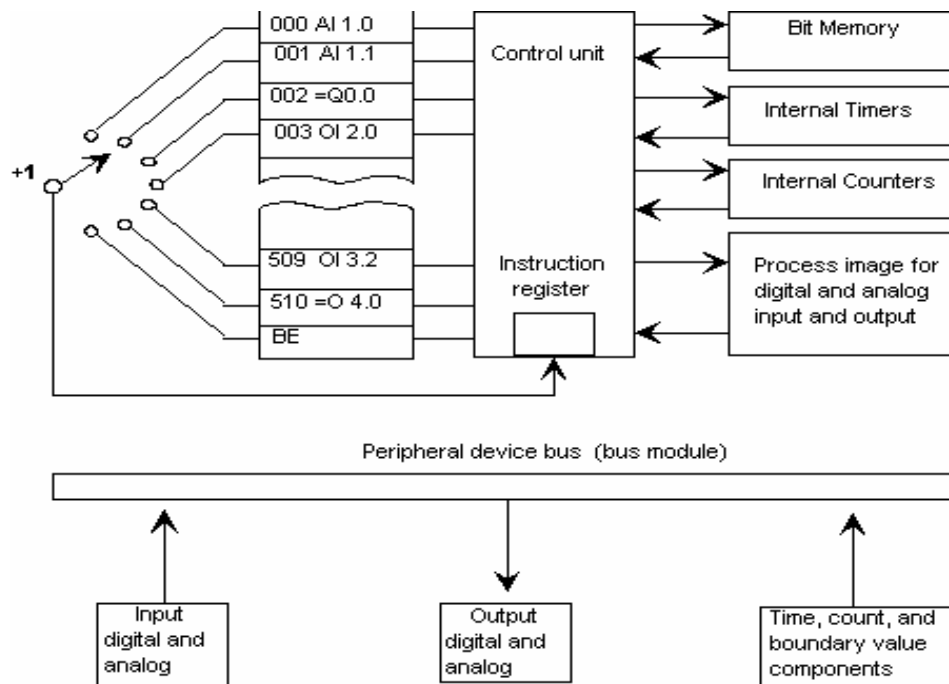 000 AI 1.0
001 AI 1.1
002 =Q0.0
003 OI 2.0
+1
509 OI 3.2
510 =O 4.0
BE
Control unit
Instruction
register
Bit Memory
Internal Timers
Internal Counters
Process image for
digital and analog
input and output
Peripheral device bus (bus module)
Input
digital and
analog
Output
digital and
analog
Time, count, and
boundary value
components